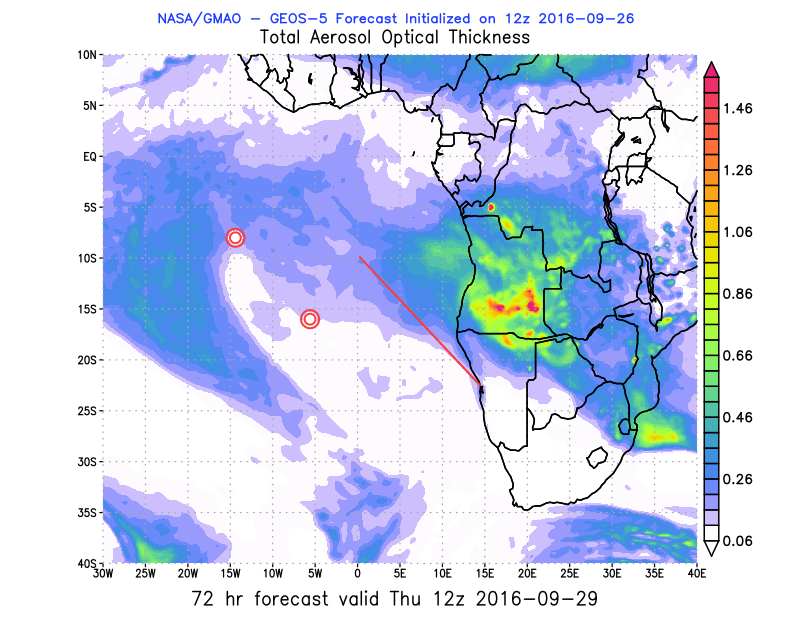 NASA/GMAO - GEOS-5 Forecast Initialized on 12z 2016-09-26
Total Aerosol Optical Thickness
10N
5N
EQ
5S
10S
15S
20S
25S
30S
35S
40S
30W 25W 20W 15W 10W 5W 0 5E 10E 15E 20E 25E 30E 35E 40E
1.46
1.26
1.06
0.86
0.66
0.46
0.26
0.06
72 hr forecast valid Thu 12z 2016-09-29